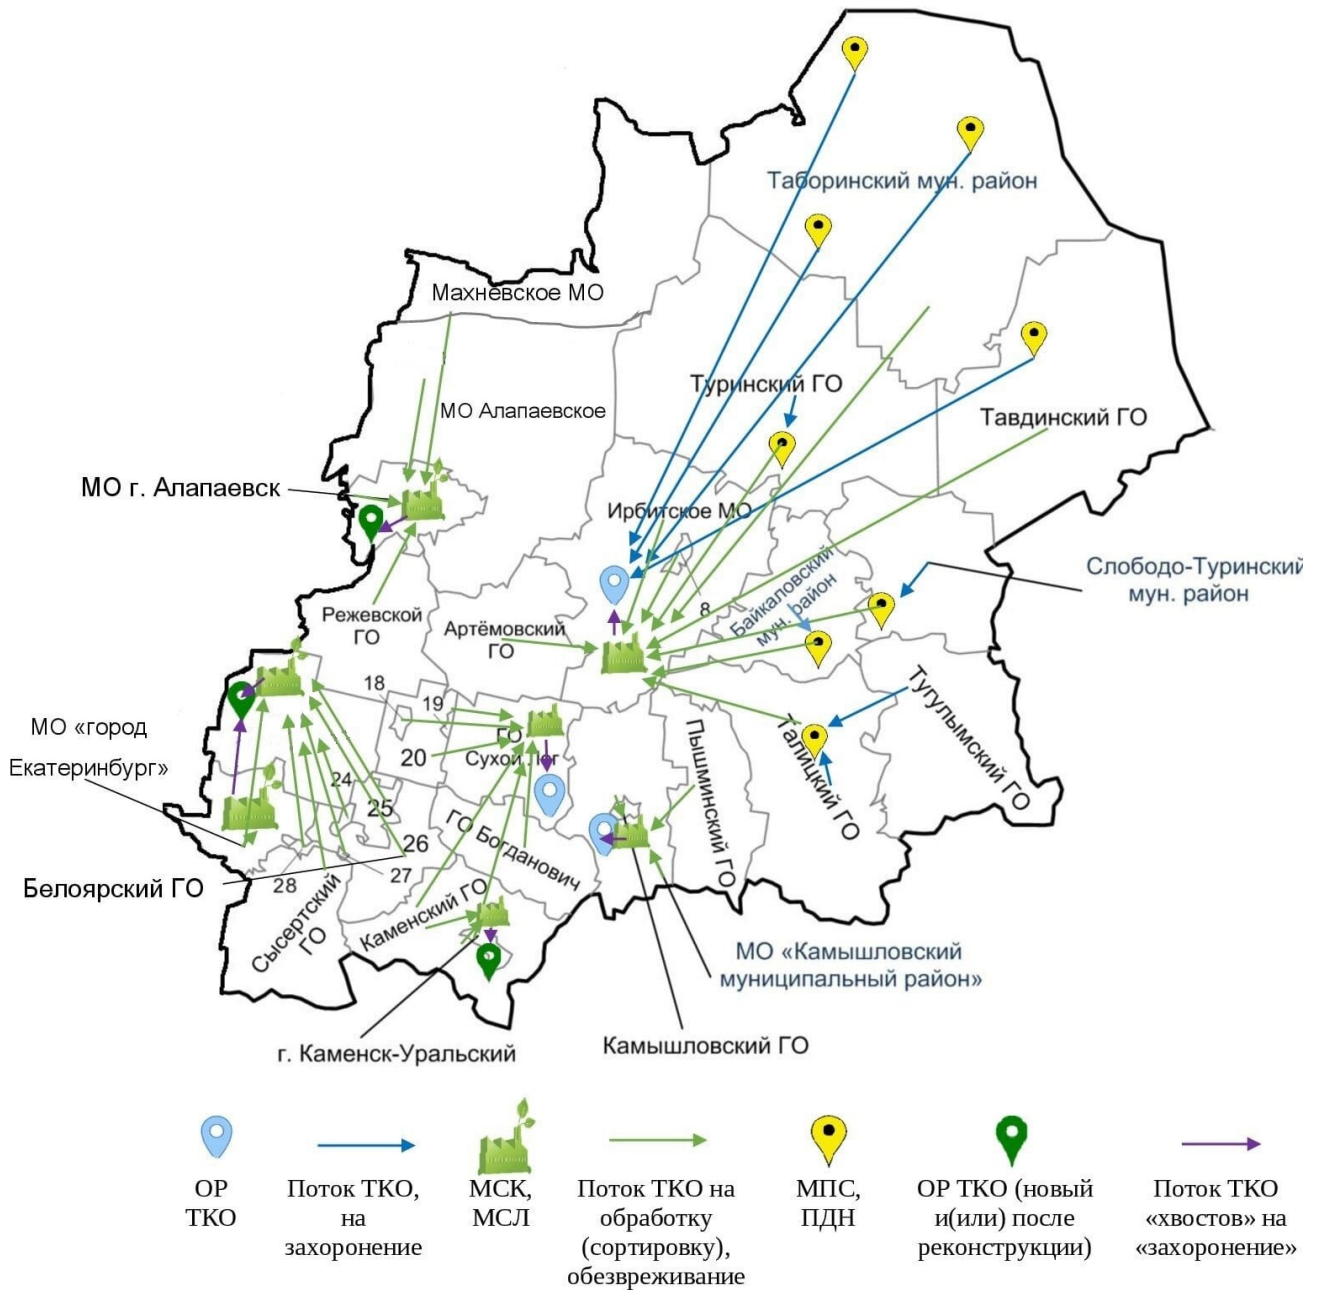 Таборинский мун. район
Махневское МО
Туринский ГО
МО Алапаевское
Тавдинский ГО
МО г. Алапаевск
Ирбитское МО
Слободо-Туринский
мун. район
Байкаловский
мун. район
8
Режевской
ГО
Артёмовский
ГО
18
19
20
ГО
Сухой Лог
МО «город
Екатеринбург»
Пышминский ГО
Талицкий ГО
Тугулымский ГО
24
25
26
27
28
ГО Богданович
Белоярский ГО
Сысертский
ГО
Каменский ГО
МО «Камышловский
муниципальный район»
Камышловский ГО
г. Каменск-Уральский
ОР
ТКО
Поток ТКО,
на
захоронение
МСК,
МСЛ
Поток ТКО на
обработку
(сортировку),
обезвреживание
МПС,
ПДН
ОР ТКО (новый
и(или) после
реконструкции)
Поток ТКО
«хвостов» на
«захоронение»